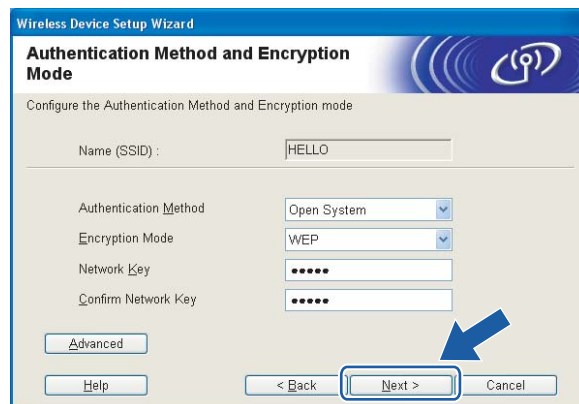 Wireless Device Setup Wizard
Authentication Method and Encryption
Mode
Configure the Authentication Method and Encryption mode
Name (SSID) : HELLO
Authentication Method Open System
Encryption Mode WEP
Network Key •••••
Confirm Network Key •••••
Advanced
Help < Back Next > Cancel